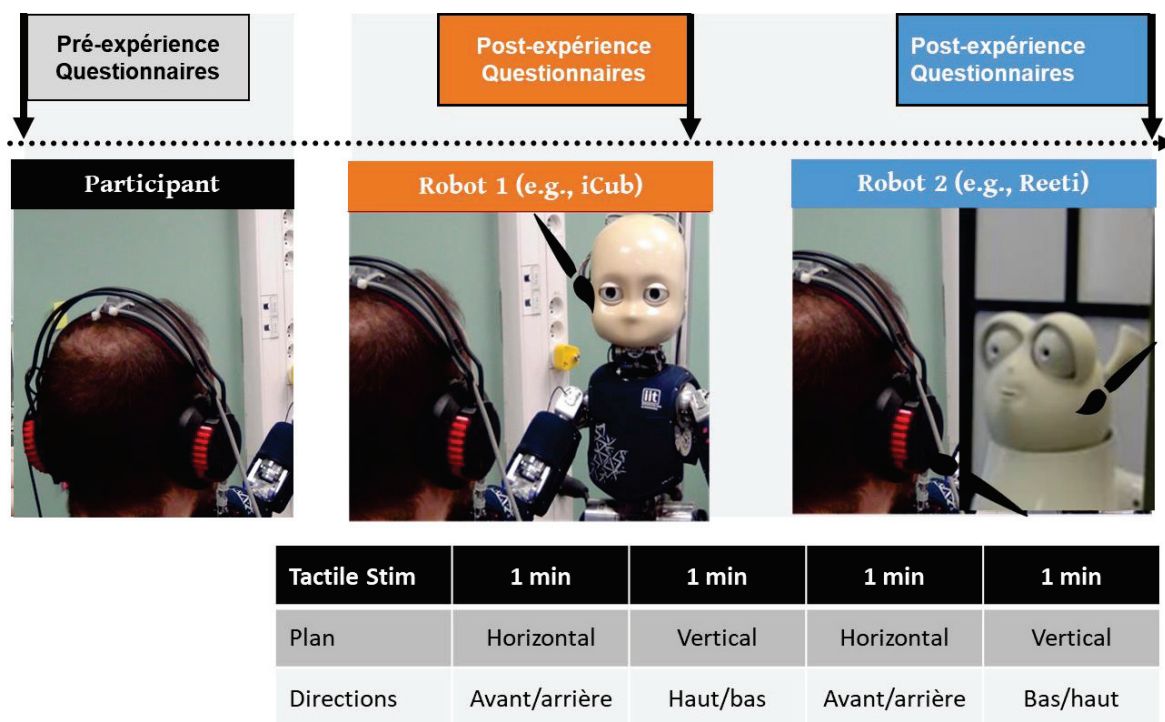 Pré-expérience
Questionnaires
Post-expérience
Questionnaires
Post-expérience
Questionnaires
Participant
Robot 1 (e.g., iCub)
Robot 2 (e.g., Reeti)
iit
Tactile Stim 1 min 1 min 1 min 1 min
Plan Horizontal Vertical Horizontal Vertical
Directions Avant/arrière Haut/bas Avant/arrière Bas/haut